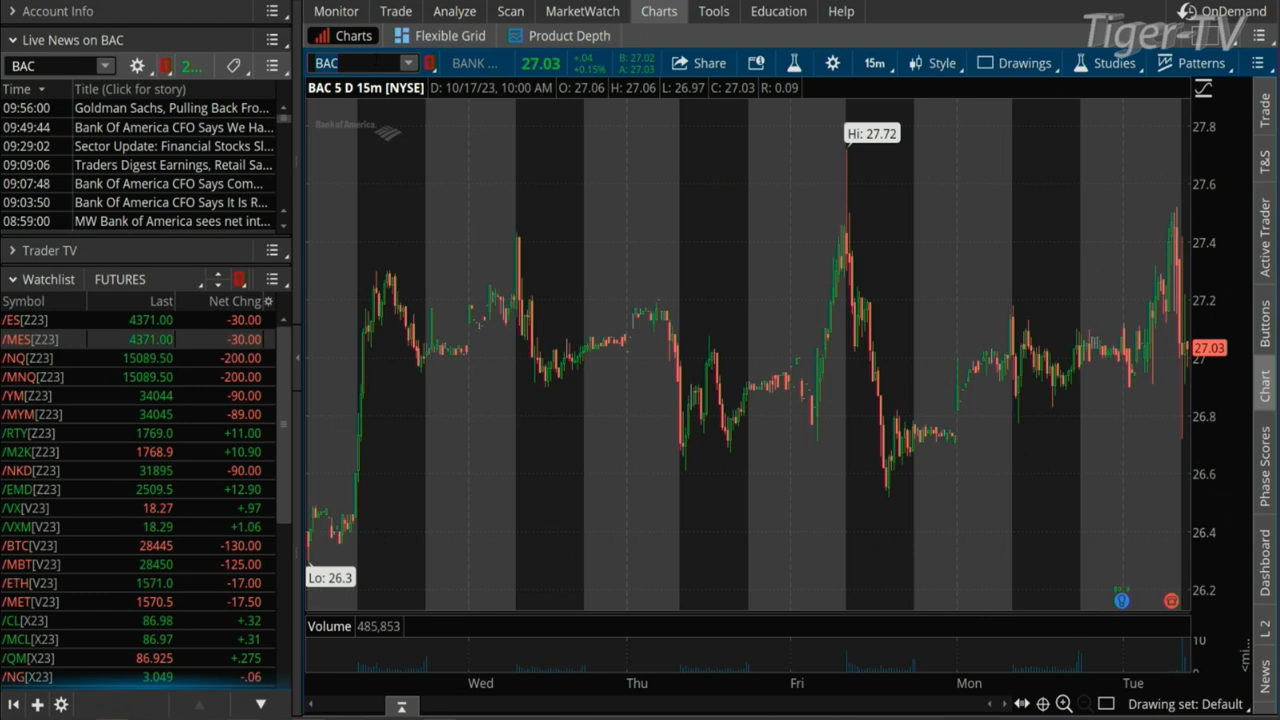 Account Info
Monitor Trade Analyze Scan MarketWatch Charts Tools Education Help OnDemand
Tiger-TV
Live News on BAC
Charts Flexible Grid Product Depth
BAC
BAC BANK ... 27.03 +.04 +0.15% B: 27.02 A: 27.03 Share 15m Style Drawings Studies Patterns
Time Title (Click for story)
BAC 5 D 15m [NYSE] D: 10/17/23, 10:00 AM O: 27.06 H: 27.06 L: 26.97 C: 27.03 R: 0.09
09:56:00 Goldman Sachs, Pulling Back Fro...
09:49:44 Bank Of America CFO Says We Ha...
09:29:02 Sector Update: Financial Stocks Sl...
09:09:06 Traders Digest Earnings, Retail Sa...
09:07:48 Bank Of America CFO Says Com...
09:03:50 Bank Of America CFO Says It Is R...
08:59:00 MW Bank of America sees net int...
Trader TV
Watchlist FUTURES
Symbol Last Net Chng
/ES[Z23] 4371.00 -30.00
/MES[Z23] 4371.00 -30.00
/NQ[Z23] 15089.50 -200.00
/MNQ[Z23] 15089.50 -200.00
/YM[Z23] 34044 -90.00
/MYM[Z23] 34045 -89.00
/RTY[Z23] 1769.0 +11.00
/M2K[Z23] 1768.9 +10.90
/NKD[Z23] 31895 -90.00
/EMD[Z23] 2509.5 +12.90
/VX[V23] 18.27 +.97
/VXM[V23] 18.29 +1.06
/BTC[V23] 28445 -130.00
/MBT[V23] 28450 -125.00
/ETH[V23] 1571.0 -17.00
/MET[V23] 1570.5 -17.50
/CL[X23] 86.98 +.32
/MCL[X23] 86.97 +.31
/QM[X23] 86.925 +.275
/NG[X23] 3.049 -.06
Bank of America
Hi: 27.72
Lo: 26.3
27.8
27.6
27.4
27.2
27.03
27
26.8
26.6
26.4
26.2
Volume 485,853
10
Wed Thu Fri Mon Tue
Drawing set: Default
Trade
T&S
Active Trader
Buttons
Chart
Phase Scores
Dashboard
L 2
News
<mi...